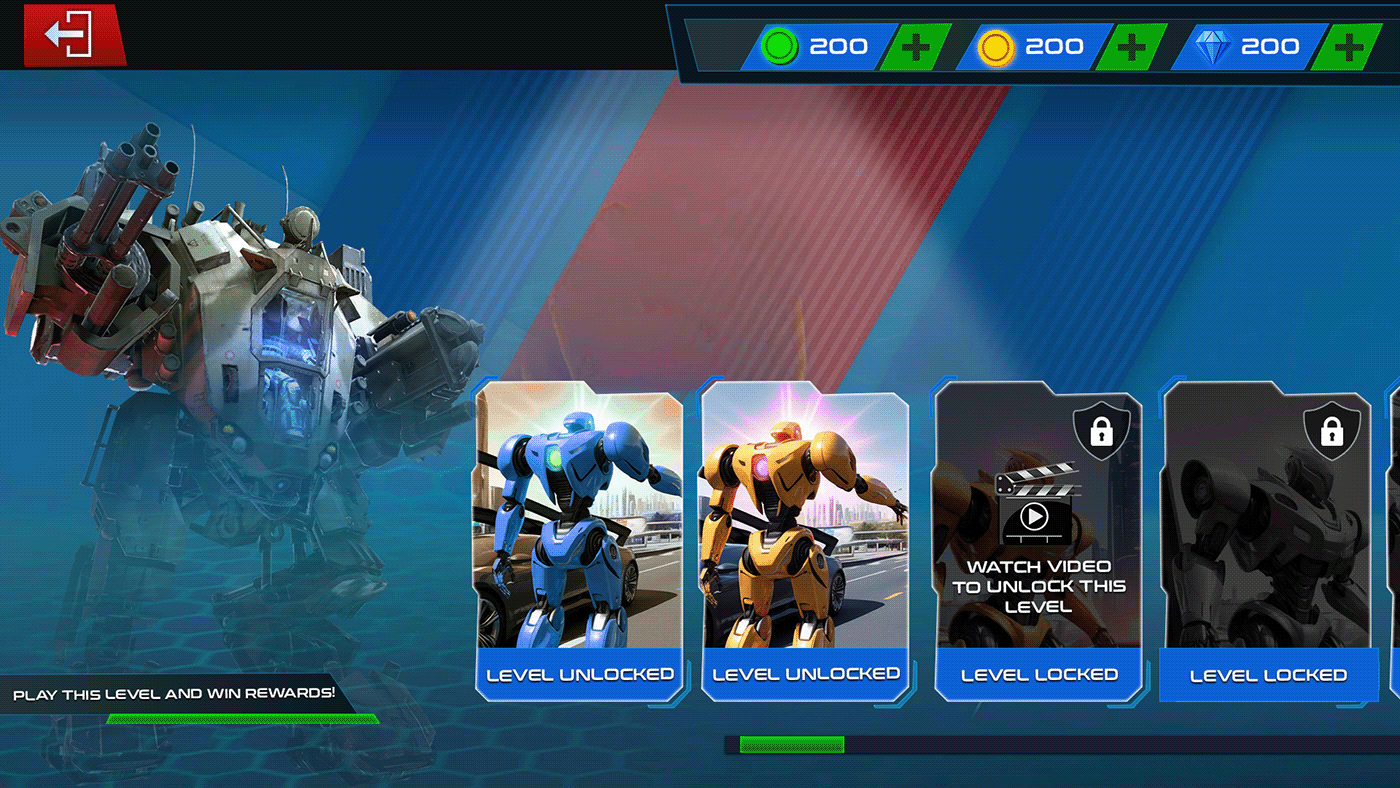 200
200
200
WATCH VIDEO
TO UNLOCK THIS
LEVEL
LEVEL UNLOCKED
LEVEL UNLOCKED
LEVEL LOCKED
LEVEL LOCKED
PLAY THIS LEVEL AND WIN REWARDS!